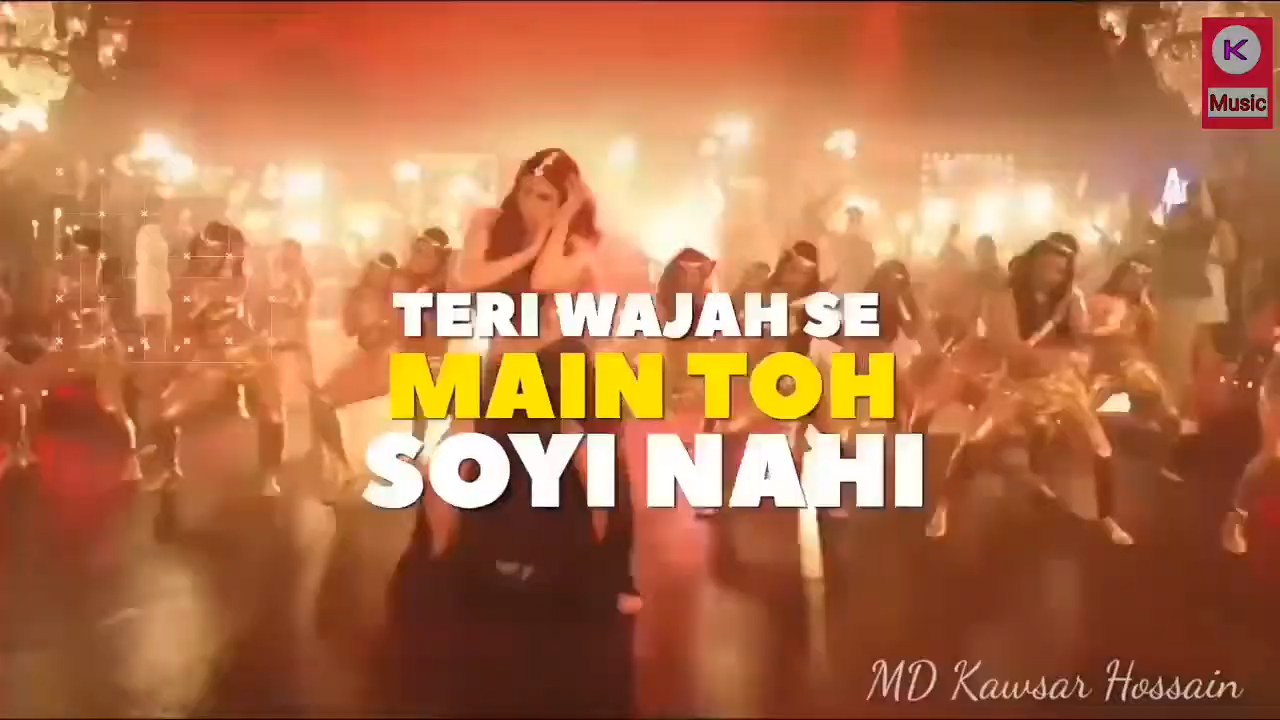 K
Music
TERI WAJAH SE
MAIN TOH
SOYI NAHI
MD Kawsar Hossain